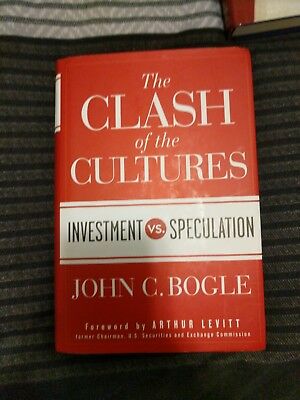 The
CLASH
of the
CULTURES
INVESTMENT VS. SPECULATION
JOHN C. BOGLE
Foreword by ARTHUR LEVITT
former Chairman, U.S. Securities and Exchange Commission